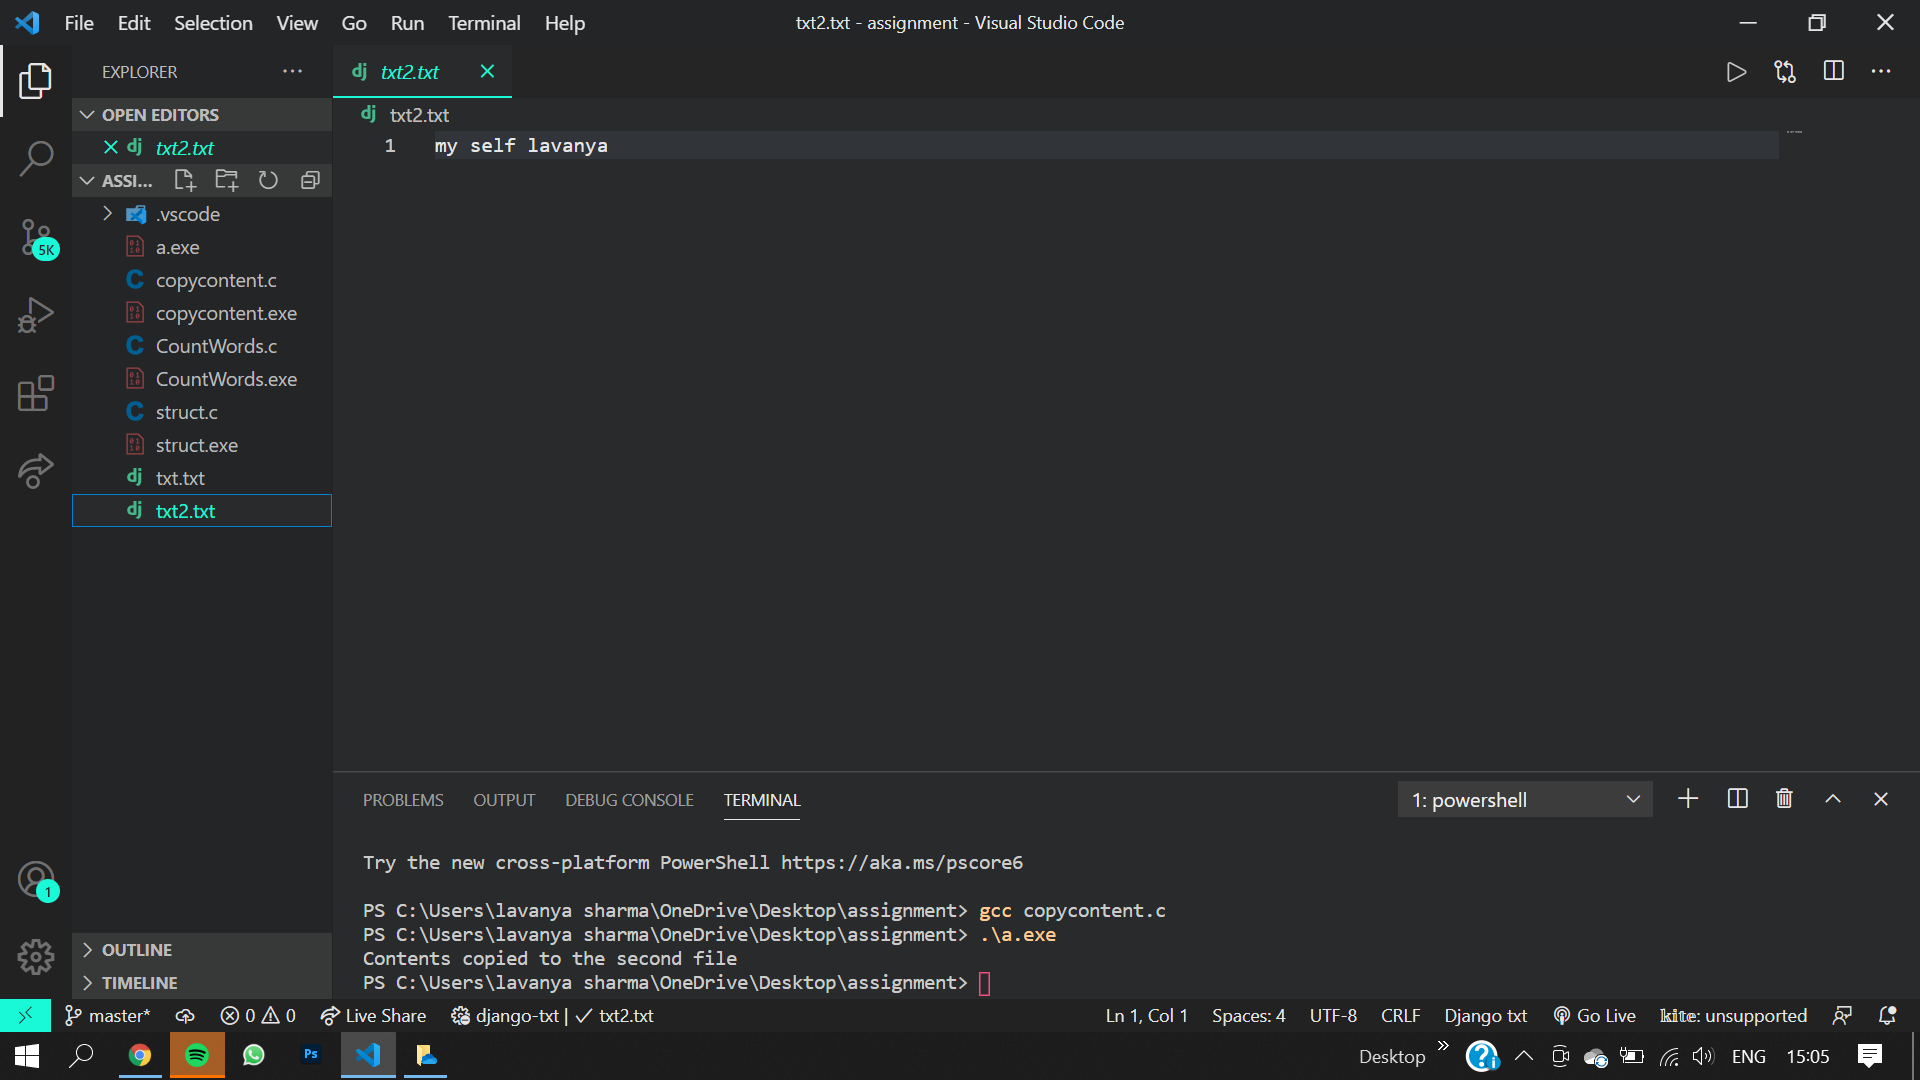 File Edit Selection View Go Run Terminal Help
txt2.txt - assignment - Visual Studio Code
EXPLORER
OPEN EDITORS
dj txt2.txt
ASSI...
.vscode
a.exe
C copycontent.c
copycontent.exe
C CountWords.c
CountWords.exe
C struct.c
struct.exe
dj txt.txt
dj txt2.txt
OUTLINE
TIMELINE
5K
1
dj txt2.txt
dj txt2.txt
1 my self lavanya
PROBLEMS OUTPUT DEBUG CONSOLE TERMINAL
1: powershell
Try the new cross-platform PowerShell https://aka.ms/pscore6
PS C:\Users\lavanya sharma\OneDrive\Desktop\assignment> gcc copycontent.c
PS C:\Users\lavanya sharma\OneDrive\Desktop\assignment> .\a.exe
Contents copied to the second file
PS C:\Users\lavanya sharma\OneDrive\Desktop\assignment>
master* 0 0 Live Share django-txt | txt2.txt
Ln 1, Col 1 Spaces: 4 UTF-8 CRLF Django txt Go Live kite: unsupported
Ps
Desktop ENG 15:05